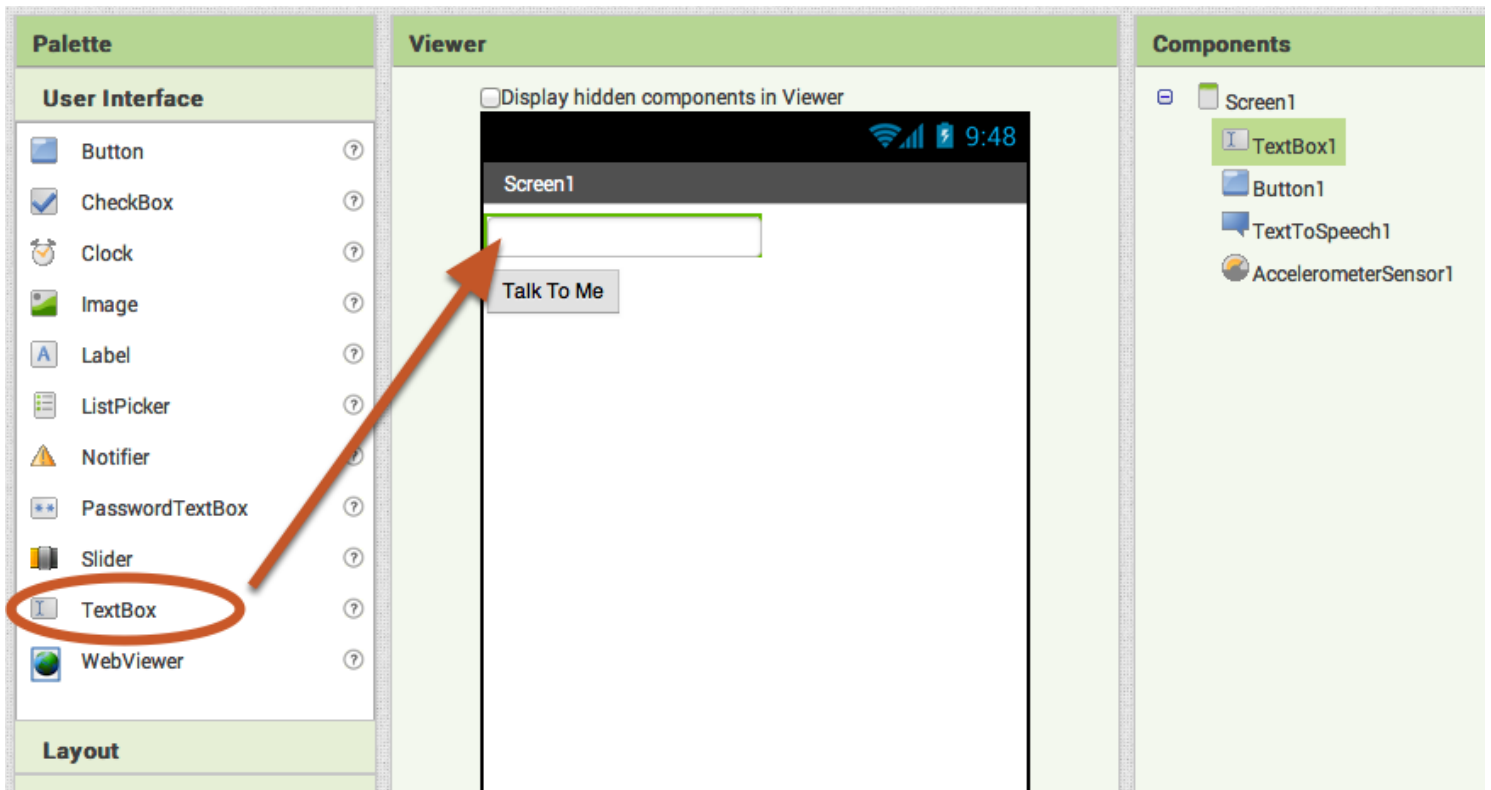 Palette
User Interface
Button
CheckBox
Clock
Image
Label
ListPicker
Notifier
PasswordTextBox
Slider
TextBox
WebViewer
Layout
Viewer
Display hidden components in Viewer
9:48
Screen1
Talk To Me
Components
Screen1
TextBox1
Button1
TextToSpeech1
AccelerometerSensor1